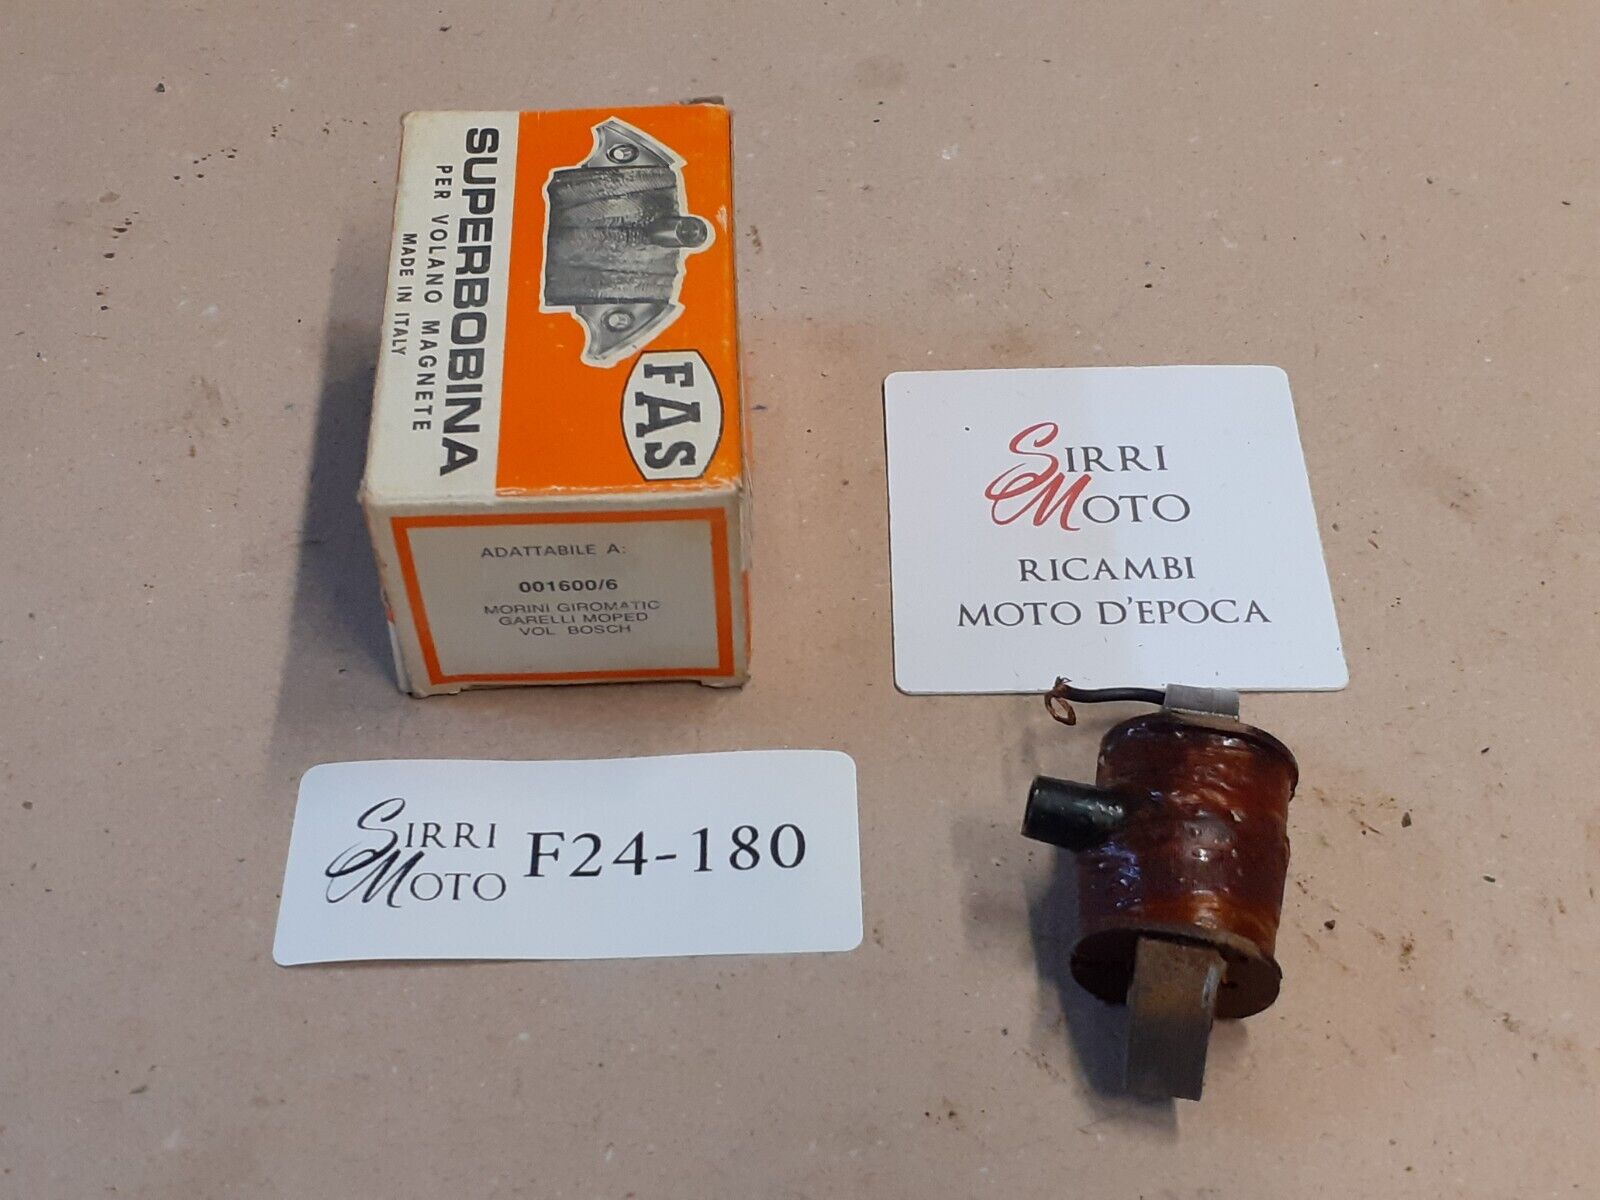 SUPERBOBINA
PER VOLANO MAGNETE
MADE IN ITALY
FAS
ADATTABILE A:
001600/6
MORINI GIROMATIC
GARELLI MOPED
VOL BOSCH
SIRRI
MOTO
RICAMBI
MOTO D'EPOCA
SIRRI
MOTO
F24-180